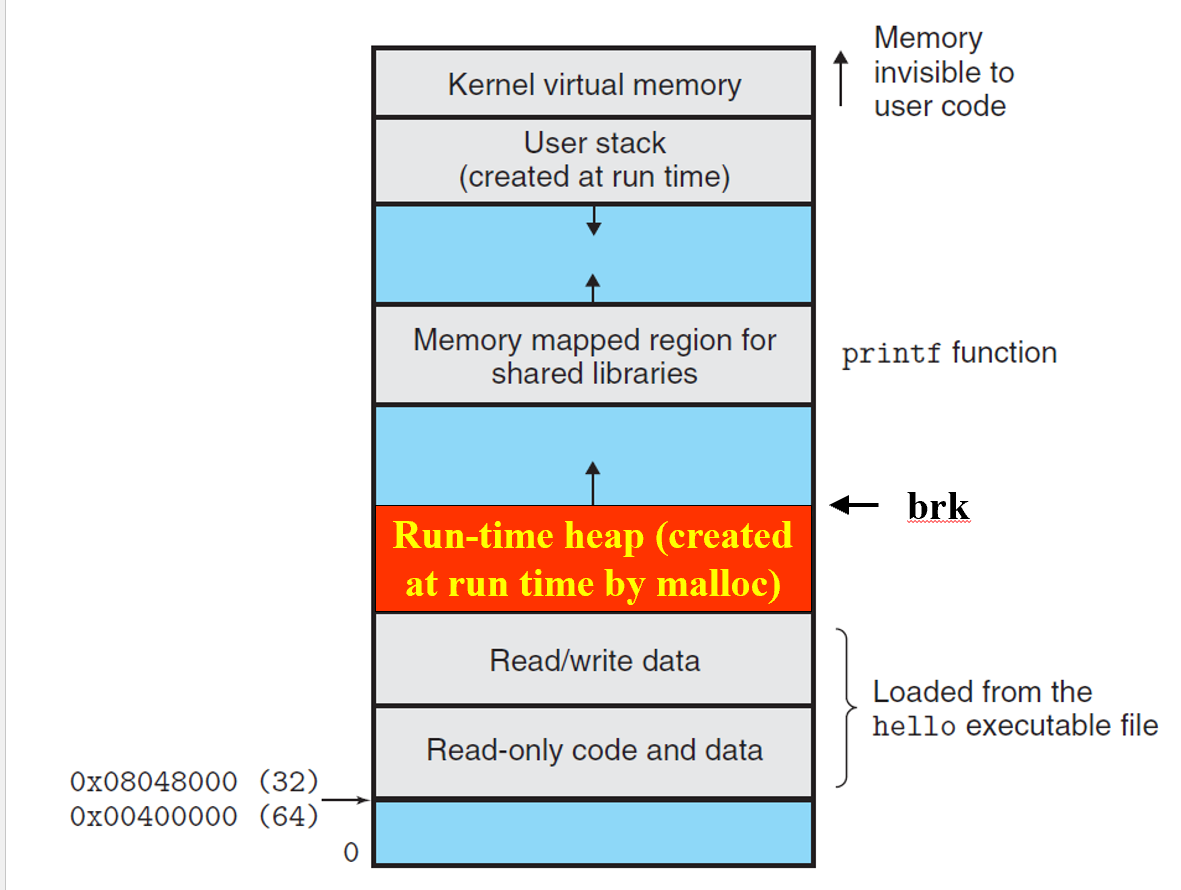 Memory
invisible to
user code
Kernel virtual memory
User stack
(created at run time)
Memory mapped region for
shared libraries
printf function
brk
Run-time heap (created
at run time by malloc)
Read/write data
Loaded from the
hello executable file
Read-only code and data
0x08048000 (32)
0x00400000 (64)
0